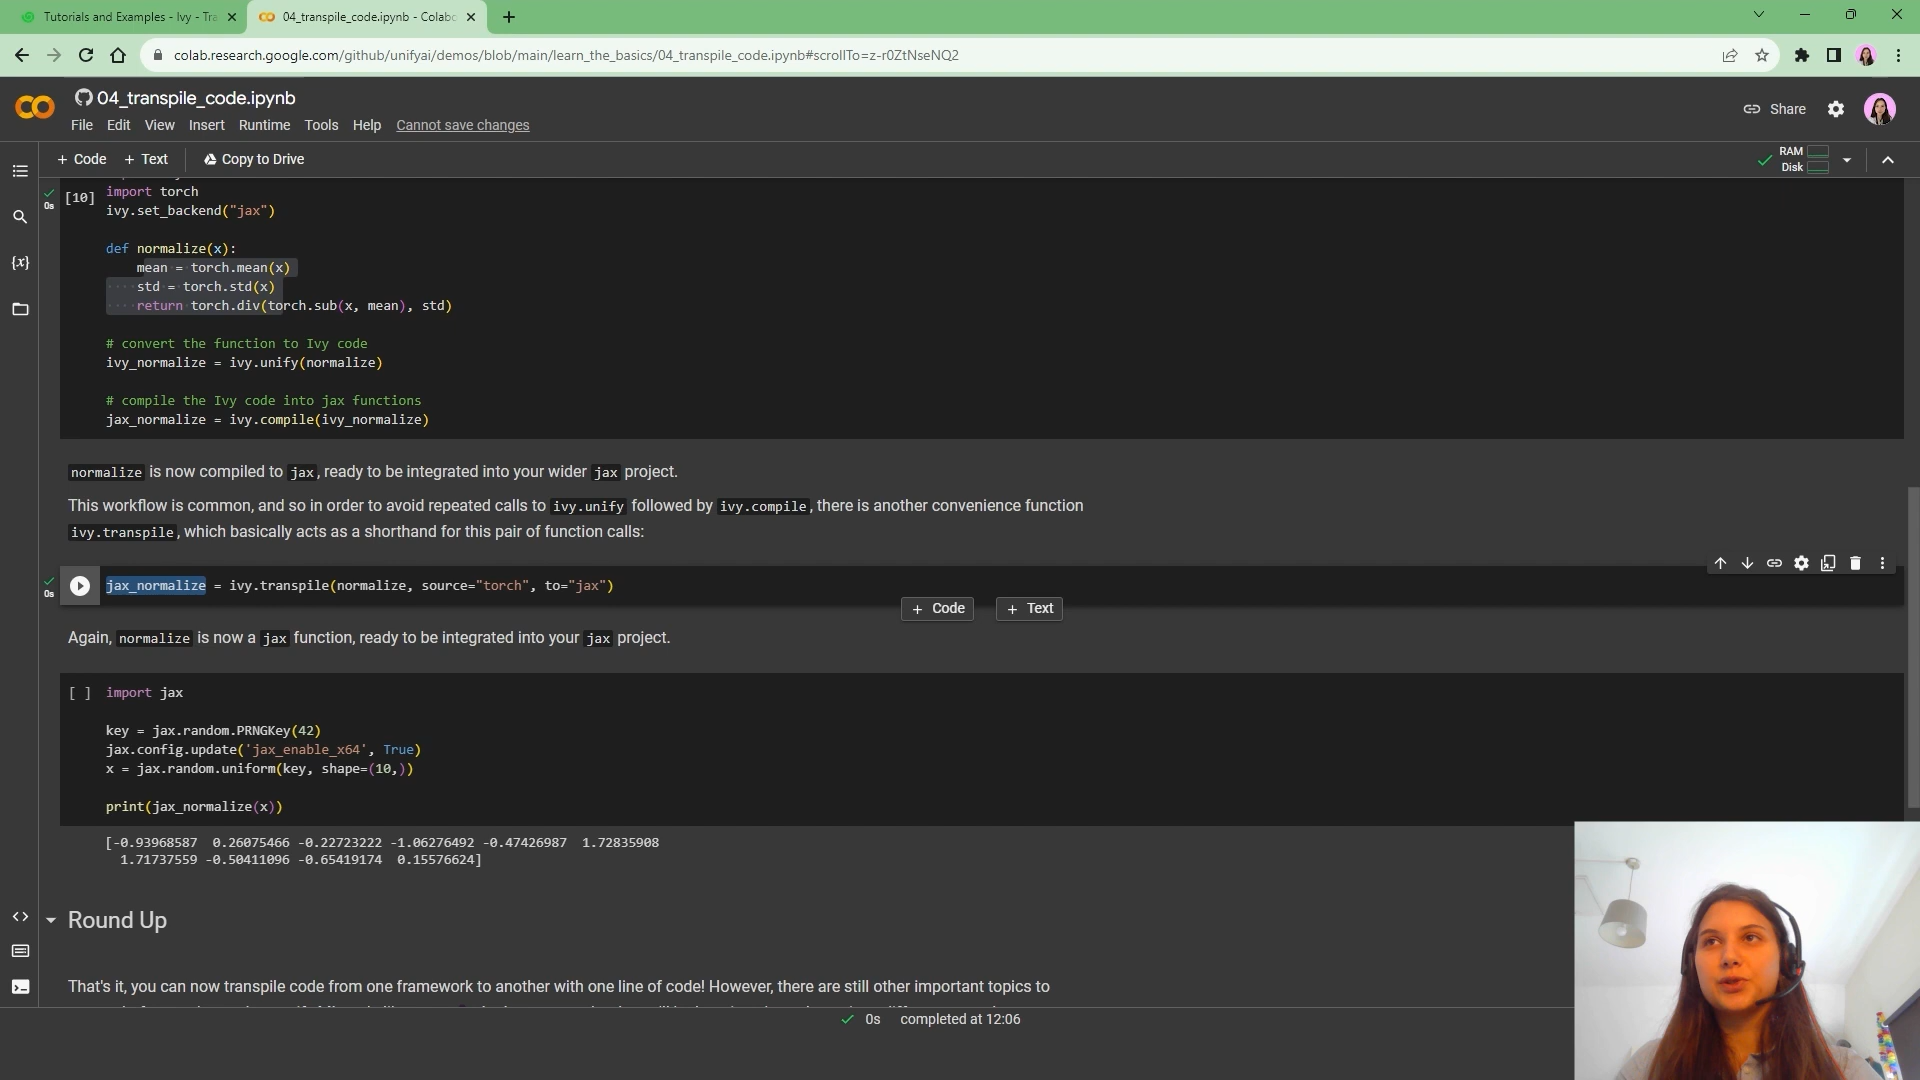 Tutorials and Examples - Ivy - Tra
04_transpile_code.ipynb - Colabo
colab.research.google.com/github/unifyai/demos/blob/main/learn_the_basics/04_transpile_code.ipynb#scrollTo=z-r0ZtNseNQ2
04_transpile_code.ipynb
Share
File Edit View Insert Runtime Tools Help Cannot save changes
+ Code + Text Copy to Drive
RAM
Disk
0s
[10]
import torch
ivy.set_backend("jax")
def normalize(x):
    mean = torch.mean(x)
    std = torch.std(x)
    return torch.div(torch.sub(x, mean), std)
# convert the function to Ivy code
ivy_normalize = ivy.unify(normalize)
# compile the Ivy code into jax functions
jax_normalize = ivy.compile(ivy_normalize)
normalize is now compiled to jax, ready to be integrated into your wider jax project.
This workflow is common, and so in order to avoid repeated calls to ivy.unify followed by ivy.compile, there is another convenience function
ivy.transpile, which basically acts as a shorthand for this pair of function calls:
0s
jax_normalize = ivy.transpile(normalize, source="torch", to="jax")
+ Code + Text
Again, normalize is now a jax function, ready to be integrated into your jax project.
[ ] import jax
key = jax.random.PRNGKey(42)
jax.config.update('jax_enable_x64', True)
x = jax.random.uniform(key, shape=(10,))
print(jax_normalize(x))
[-0.93968587  0.26075466 -0.22723222 -1.06276492 -0.47426987  1.72835908
  1.71737559 -0.50411096 -0.65419174  0.15576624]
Round Up
That's it, you can now transpile code from one framework to another with one line of code! However, there are still other important topics to
0s completed at 12:06